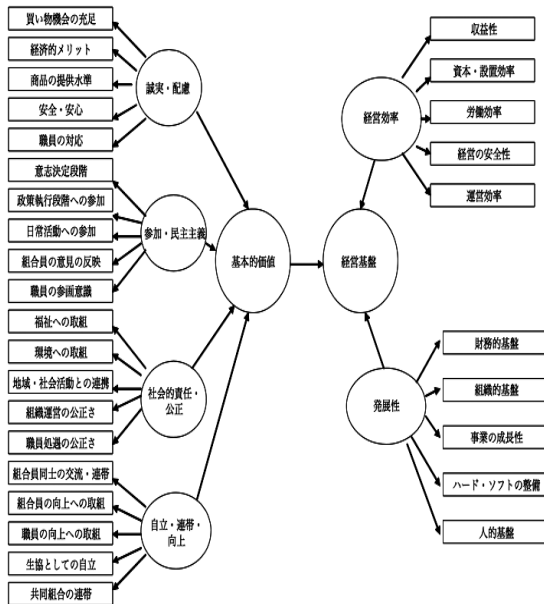 買い物機会の充足
経済的メリット
商品の提供水準
安全・安心
職員の対応
誠実・配慮
意志決定段階
政策執行段階への参加
日常活動への参加
組合員の意見の反映
職員の参画意識
参加・民主主義
福祉への取組
環境への取組
地域・社会活動との連携
組織運営の公正さ
職員処遇の公正さ
社会的責任・
公正
組合員同士の交流・連帯
組合員の向上への取組
職員の向上への取組
生協としての自立
共同組合の連帯
自立・連帯・
向上
基本的価値
経営基盤
経営効率
収益性
資本・設置効率
労働効率
経営の安全性
運営効率
発展性
財務的基盤
組織的基盤
事業の成長性
ハード・ソフトの整備
人的基盤